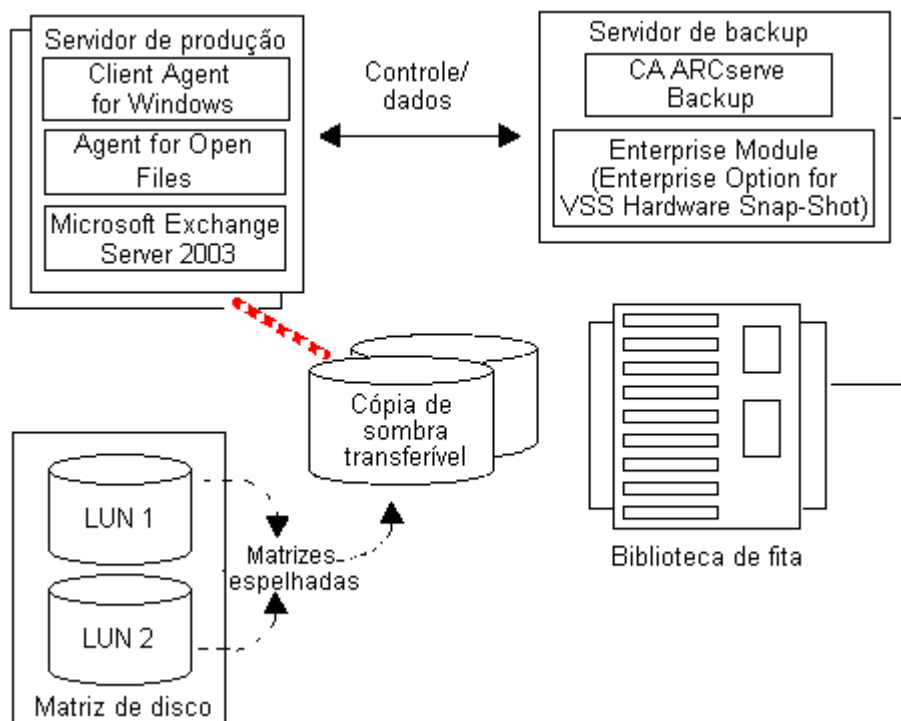 Servidor de produção
Client Agent
for Windows
Agent for Open
Files
Microsoft Exchange
Server 2003
Controle/
dados
Servidor de backup
CA ARCserve
Backup
Enterprise Module
(Enterprise Option for
VSS Hardware Snap-Shot)
Cópia de
sombra
transferível
LUN 1
LUN 2
Matriz de disco
Matrizes
espelhadas
Biblioteca de fita